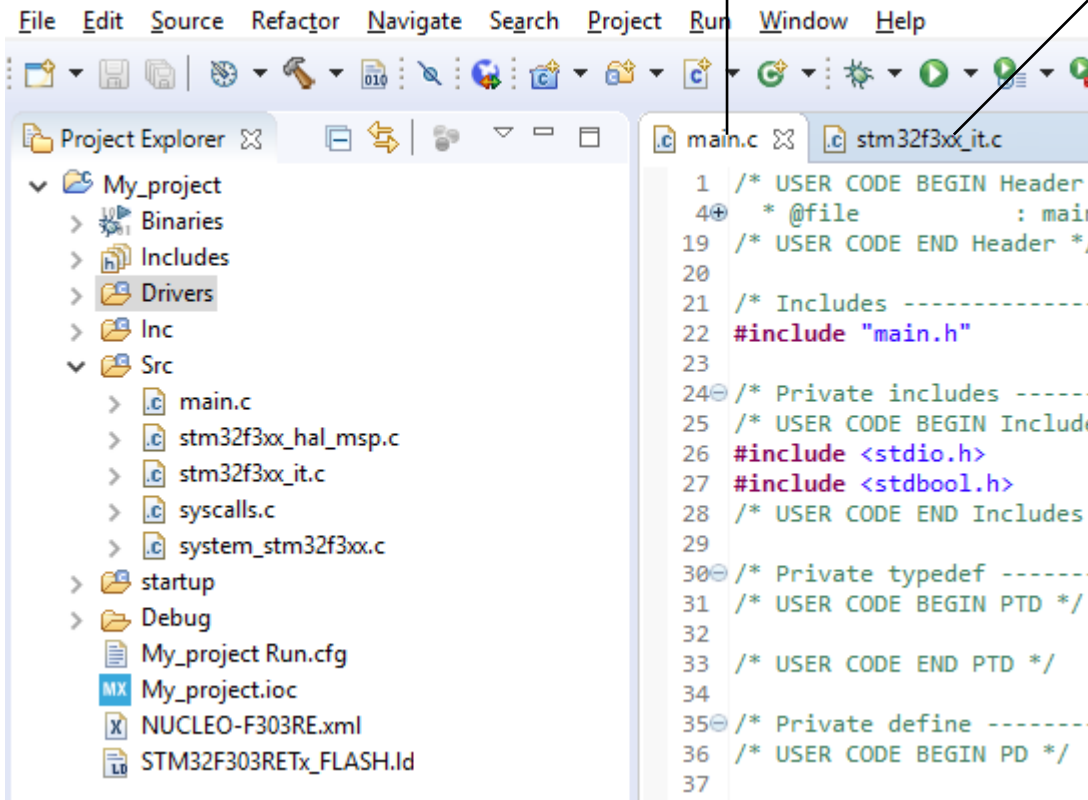 File Edit Source Refactor Navigate Search Project Run Window Help
010
Project Explorer
My_project
Binaries
Includes
Drivers
Inc
Src
main.c
stm32f3xx_hal_msp.c
stm32f3xx_it.c
syscalls.c
system_stm32f3xx.c
startup
Debug
My_project Run.cfg
MX My_project.ioc
NUCLEO-F303RE.xml
STM32F303RETx_FLASH.ld
main.c stm32f3xx_it.c
1 /* USER CODE BEGIN Header
4 * @file : main
19 /* USER CODE END Header */
20
21 /* Includes -------------
22 #include "main.h"
23
24 /* Private includes -----
25 /* USER CODE BEGIN Include
26 #include <stdio.h>
27 #include <stdbool.h>
28 /* USER CODE END Includes
29
30 /* Private typedef ------
31 /* USER CODE BEGIN PTD */
32
33 /* USER CODE END PTD */
34
35 /* Private define -------
36 /* USER CODE BEGIN PD */
37